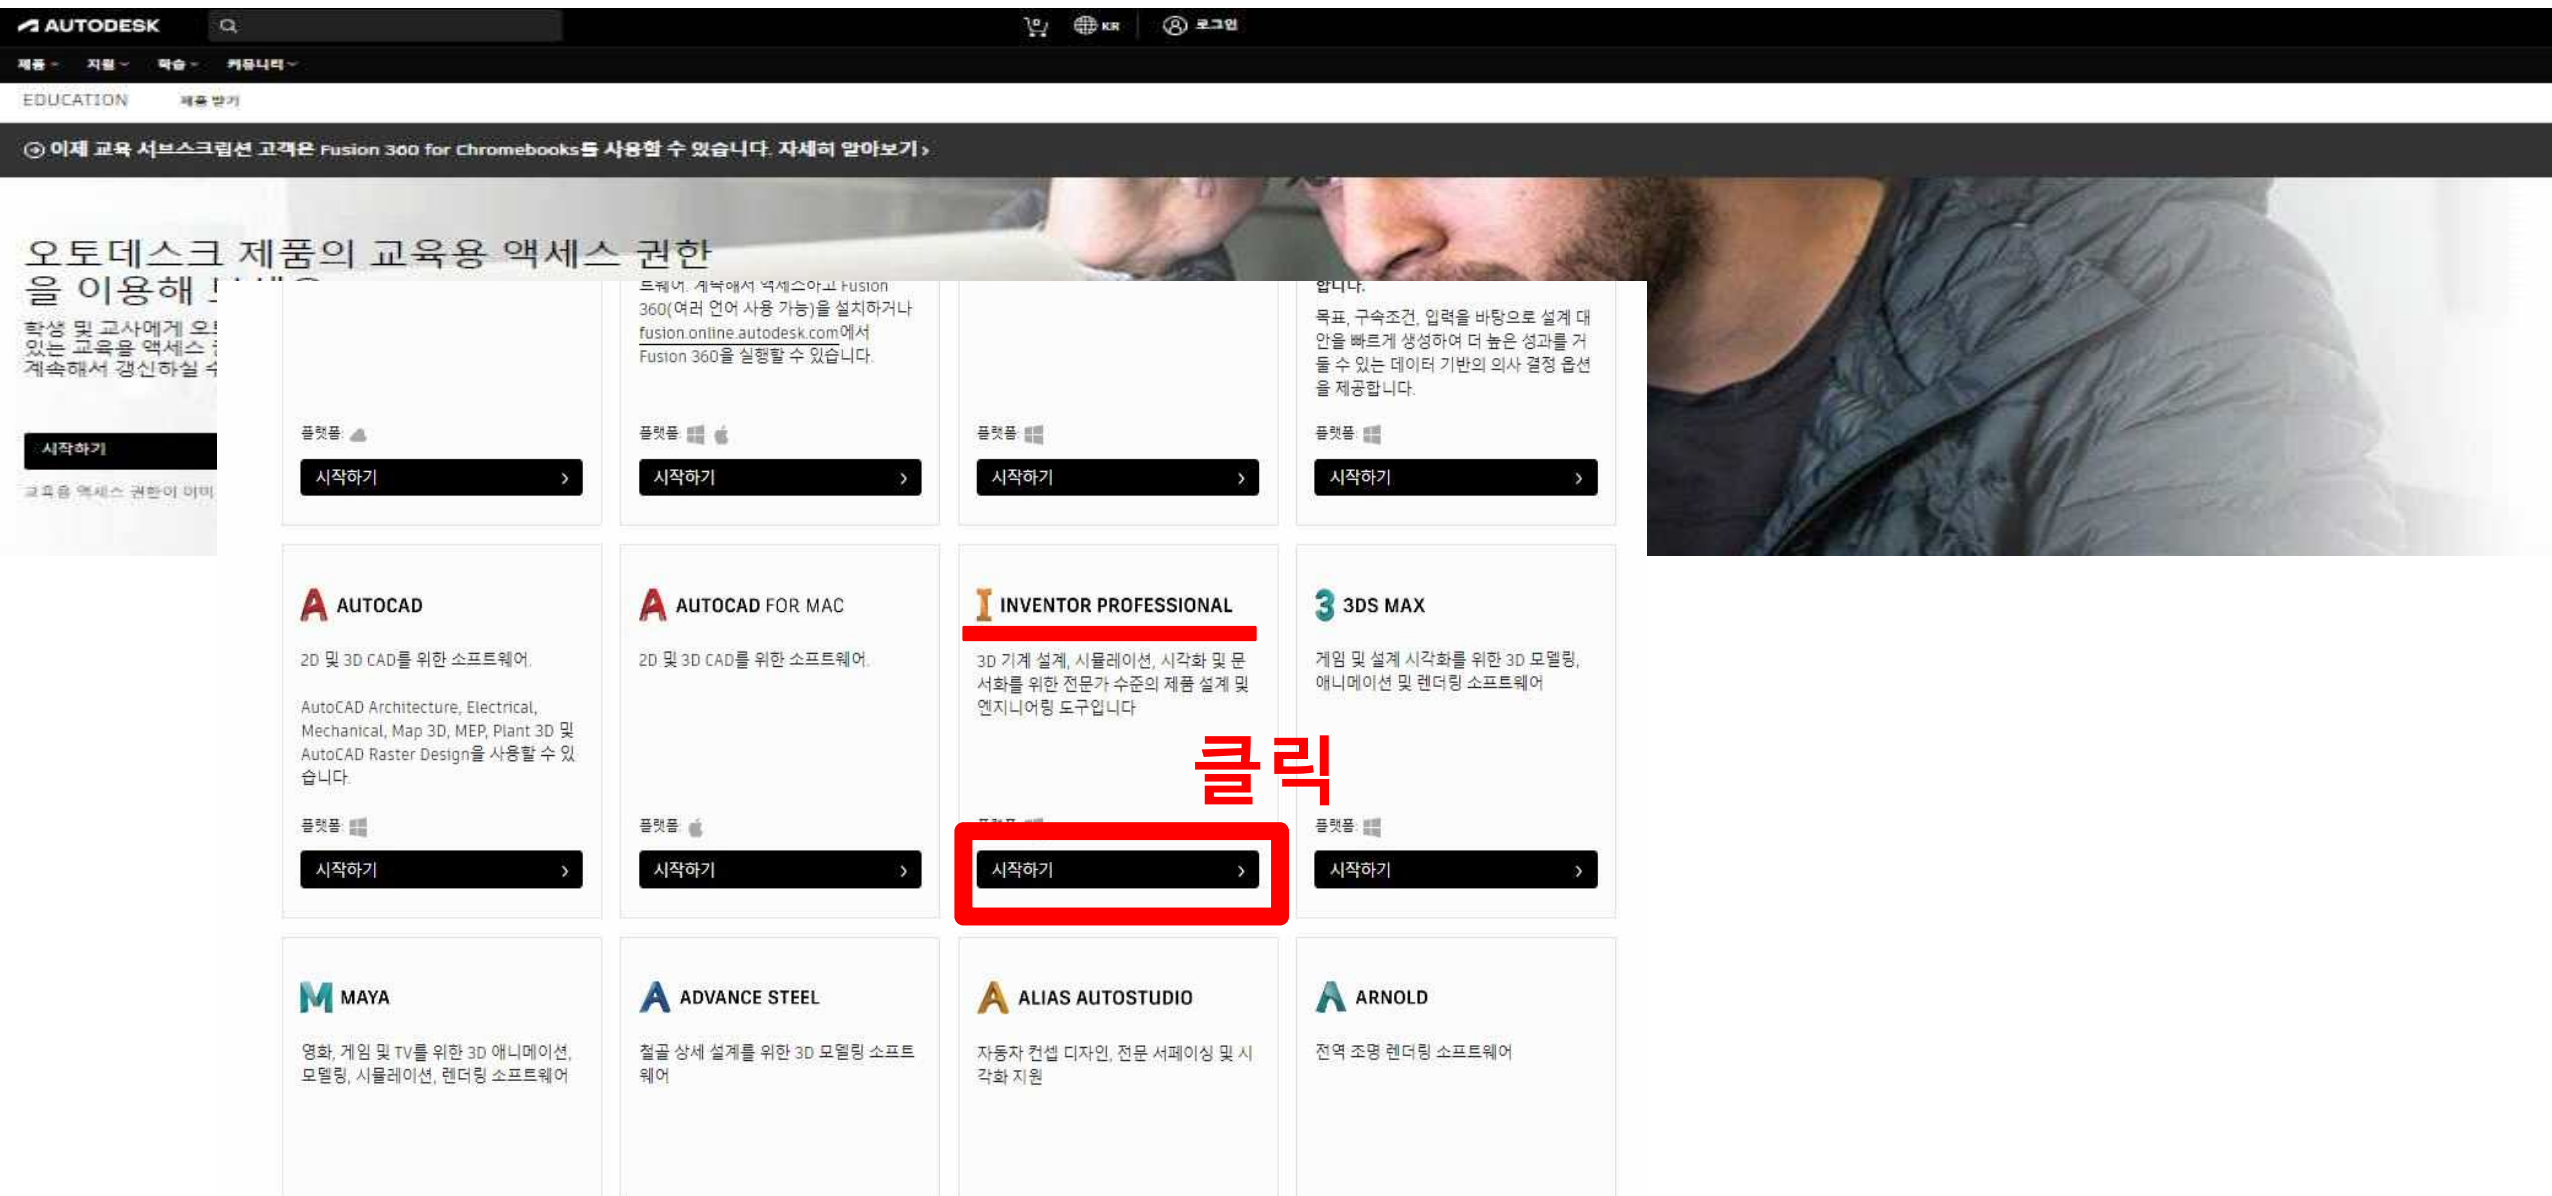 AUTODESK
KR
로그인
제품
지원
학습
커뮤니티
EDUCATION
제품 받기
이제 교육 서브스크립션 고객은 Fusion 360 for Chromebooks를 사용할 수 있습니다. 자세히 알아보기 >
오토데스크 제품의 교육용 액세스 권한
을 이용해
학생 및 교사에게
있는 교육용 액세스
계속해서 갱신하실 수
시작하기
교육용 액세스 권한이 이미
360(여러 언어 사용 가능)을 설치하거나
fusion.online.autodesk.com에서
Fusion 360을 실행할 수 있습니다.
합니다.
목표, 구속조건, 입력을 바탕으로 설계 대
안을 빠르게 생성하여 더 높은 성과를 거
둘 수 있는 데이터 기반의 의사 결정 옵션
을 제공합니다.
플랫폼:
플랫폼:
플랫폼:
플랫폼:
시작하기 >
시작하기 >
시작하기 >
시작하기 >
AUTOCAD
2D 및 3D CAD를 위한 소프트웨어.
AutoCAD Architecture, Electrical,
Mechanical, Map 3D, MEP, Plant 3D 및
AutoCAD Raster Design을 사용할 수 있
습니다.
플랫폼:
시작하기 >
AUTOCAD FOR MAC
2D 및 3D CAD를 위한 소프트웨어.
플랫폼:
시작하기 >
INVENTOR PROFESSIONAL
3D 기계 설계, 시뮬레이션, 시각화 및 문
서화를 위한 전문가 수준의 제품 설계 및
엔지니어링 도구입니다
클릭
시작하기 >
3DS MAX
게임 및 설계 시각화를 위한 3D 모델링,
애니메이션 및 렌더링 소프트웨어
플랫폼:
시작하기 >
MAYA
영화, 게임 및 TV를 위한 3D 애니메이션,
모델링, 시뮬레이션, 렌더링 소프트웨어
ADVANCE STEEL
철골 상세 설계를 위한 3D 모델링 소프트
웨어
ALIAS AUTOSTUDIO
자동차 컨셉 디자인, 전문 서페이싱 및 시
각화 지원
ARNOLD
전역 조명 렌더링 소프트웨어